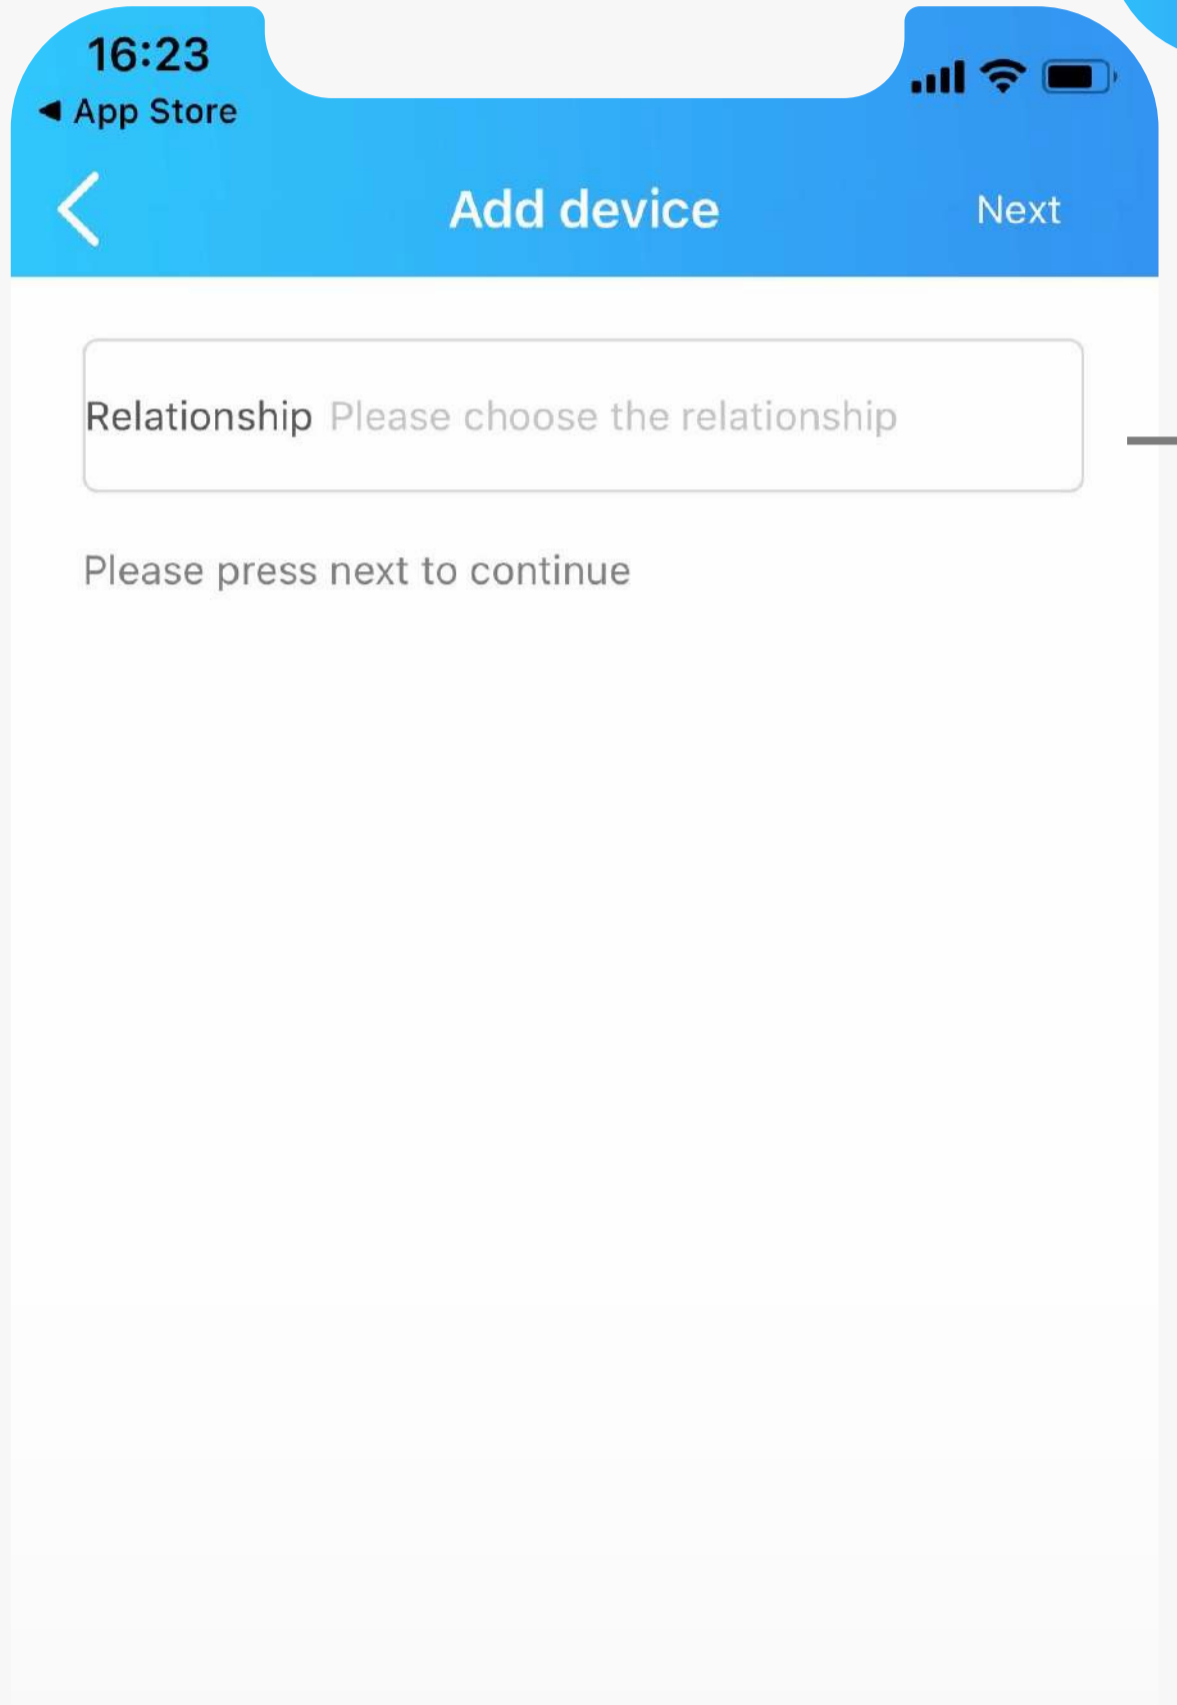 16:23
◀ App Store
Add device
Next
Relationship Please choose the relationship
Please press next to continue